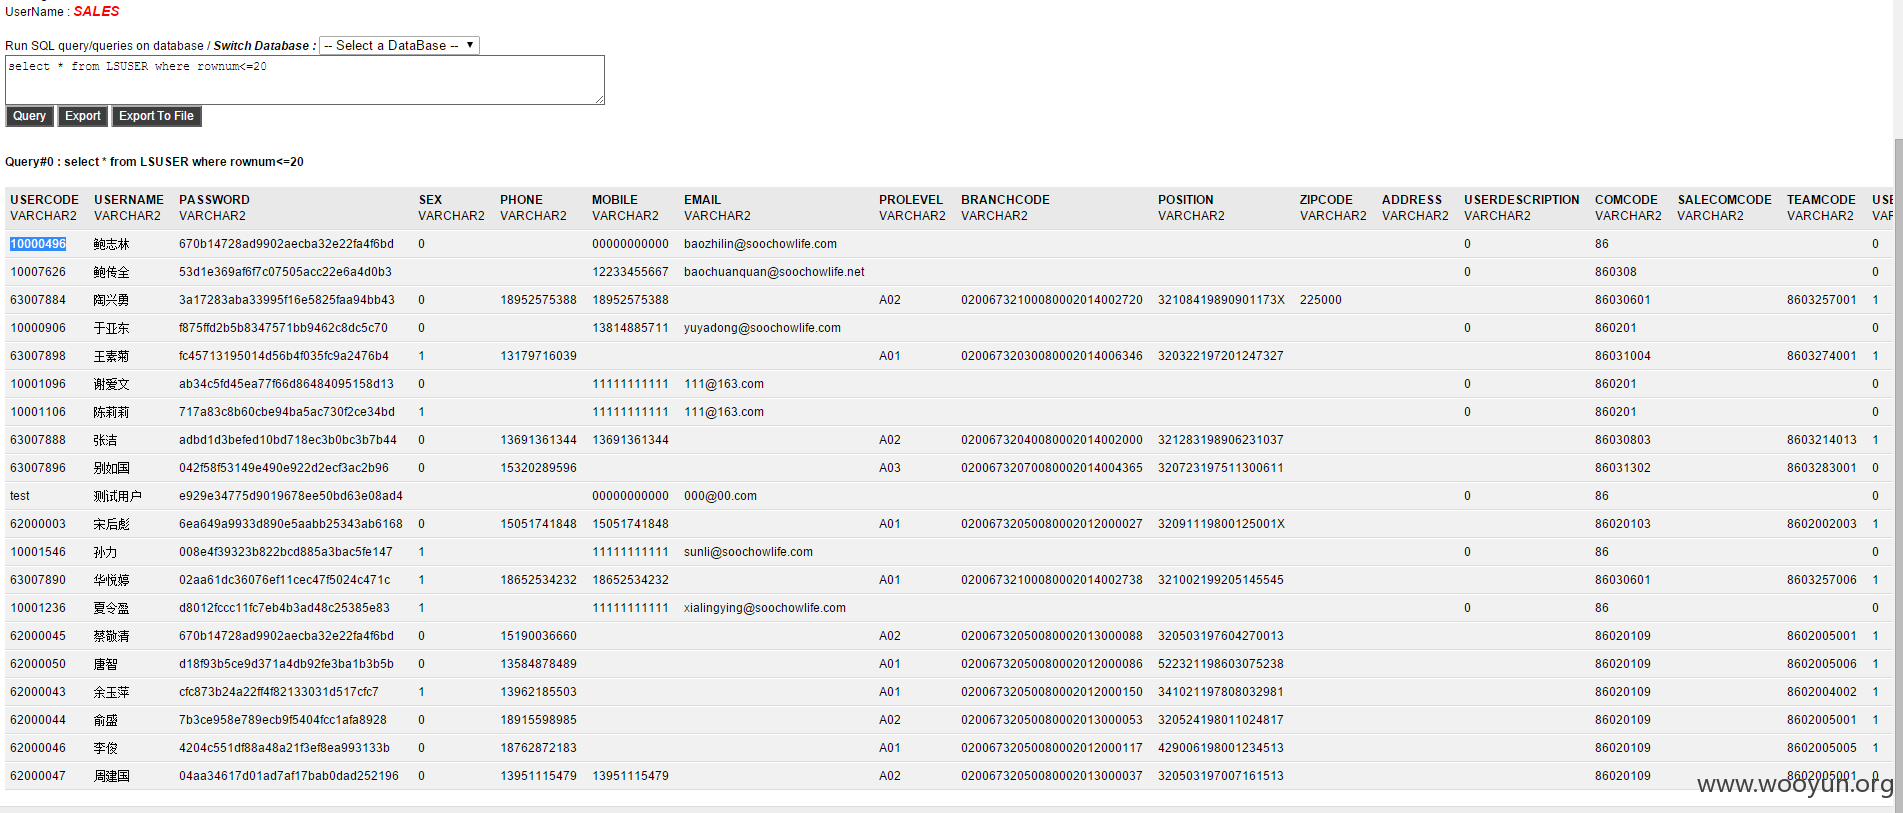 UserName : SALES
Run SQL query/queries on database / Switch Database : -- Select a DataBase --
select * from LSUSER where rownum<=20
Query Export Export To File
Query#0 : select * from LSUSER where rownum<=20
USERCODE USERNAME PASSWORD SEX PHONE MOBILE EMAIL PROLEVEL BRANCHCODE POSITION ZIPCODE ADDRESS USERDESCRIPTION COMCODE SALECOMCODE TEAMCODE
VARCHAR2 VARCHAR2 VARCHAR2 VARCHAR2 VARCHAR2 VARCHAR2 VARCHAR2 VARCHAR2 VARCHAR2 VARCHAR2 VARCHAR2 VARCHAR2 VARCHAR2 VARCHAR2 VARCHAR2 VARCHAR2
10000496 鲍志林 670b14728ad9902aecba32e22fa4f6bd 0 00000000000 baozhilin@soochowlife.com 0 86 0
10007626 鲍传全 53d1e369af6f7c07505acc22e6a4d0b3 12233455667 baochuanquan@soochowlife.net 0 860308 0
63007884 陶兴勇 3a17283aba33995f16e5825faa94bb43 0 18952575388 18952575388 A02 02006732100080002014002720 32108419890901173X 225000 86030601 8603257001 1
10000906 于亚东 f875ffd2b5b8347571bb9462c8dc5c70 0 13814885711 yuyadong@soochowlife.com 0 860201 0
63007898 王素菊 fc45713195014d56b4f035fc9a2476b4 1 13179716039 A01 02006732030080002014006346 320322197201247327 86031004 8603274001 1
10001096 谢爱文 ab34c5fd45ea77f66d86484095158d13 0 11111111111 111@163.com 0 860201 0
10001106 陈莉莉 717a83c8b60cbe94ba5ac730f2ce34bd 1 11111111111 111@163.com 0 860201 0
63007888 张洁 adbd1d3befed10bd718ec3b0bc3b7b44 0 13691361344 13691361344 A02 02006732040080002014002000 321283198906231037 86030803 8603214013 1
63007896 别如国 042f58f53149e490e922d2ecf3ac2b96 0 15320289596 A03 02006732070080002014004365 320723197511300611 86031302 8603283001 0
test 测试用户 e929e34775d9019678ee50bd63e08ad4 00000000000 000@00.com 0 86 0
62000003 宋后彪 6ea649a9933d890e5aabb25343ab6168 0 15051741848 15051741848 A01 02006732050080002012000027 32091119800125001X 86020103 8602002003 1
10001546 孙力 008e4f39323b822bcd885a3bac5fe147 1 11111111111 sunli@soochowlife.com 0 86 0
63007890 华悦婷 02aa61dc36076ef11cec47f5024c471c 1 18652534232 18652534232 A01 02006732100080002014002738 321002199205145545 86030601 8603257006 1
10001236 夏令盈 d8012fccc11fc7eb4b3ad48c25385e83 1 11111111111 xialingying@soochowlife.com 0 86 0
62000045 蔡敬清 670b14728ad9902aecba32e22fa4f6bd 0 15190036660 A02 02006732050080002013000088 320503197604270013 86020109 8602005001 1
62000050 唐智 d18f93b5ce9d371a4db92fe3ba1b3b5b 0 13584878489 A01 02006732050080002012000086 522321198603075238 86020109 8602005006 1
62000043 余玉萍 cfc873b24a22ff4f82133031d517cfc7 1 13962185503 A01 02006732050080002012000150 341021197808032981 86020109 8602004002 1
62000044 俞盛 7b3ce958e789ecb9f5404fcc1afa8928 0 18915598985 A02 02006732050080002013000053 320524198011024817 86020109 8602005001 1
62000046 李俊 4204c551df88a48a21f3ef8ea993133b 0 18762872183 A01 02006732050080002012000117 429006198001234513 86020109 8602005005 1
62000047 周建国 04aa34617d01ad7af17bab0dad252196 0 13951115479 13951115479 A02 02006732050080002013000037 320503197007161513 86020109 8602005001 0
www.wooyun.org